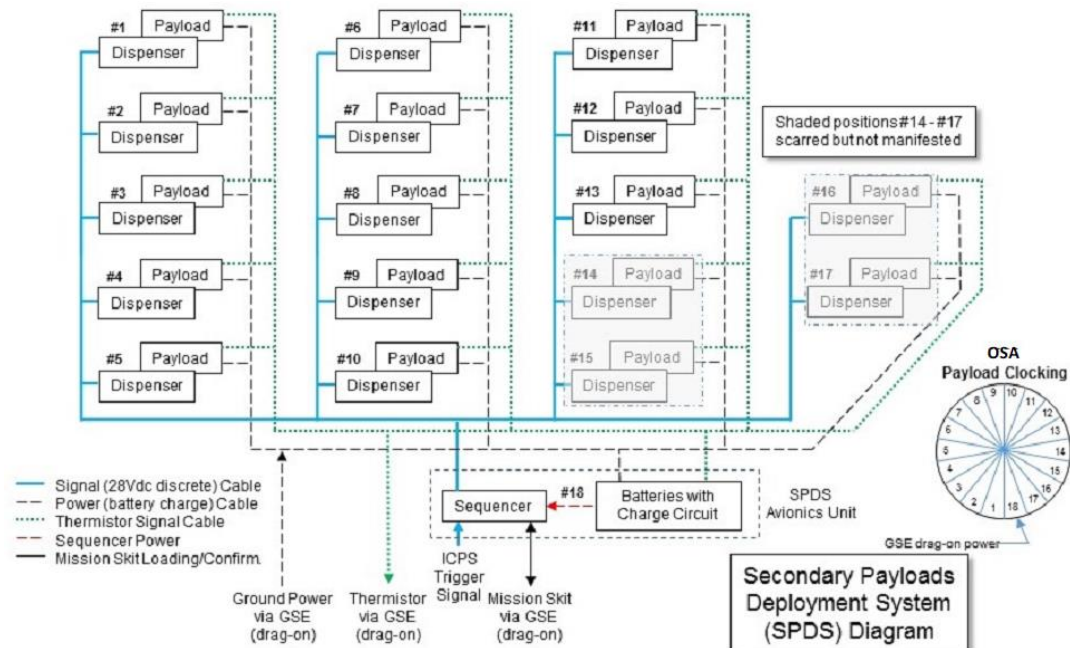 #1 Payload
Dispenser
#2 Payload
Dispenser
#3 Payload
Dispenser
#4 Payload
Dispenser
#5 Payload
Dispenser
#6 Payload
Dispenser
#7 Payload
Dispenser
#8 Payload
Dispenser
#9 Payload
Dispenser
#10 Payload
Dispenser
#11 Payload
Dispenser
#12 Payload
Dispenser
#13 Payload
Dispenser
#14 Payload
Dispenser
#15 Payload
Dispenser
Shaded positions #14 - #17
scarred but not manifested
#16 Payload
Dispenser
#17 Payload
Dispenser
OSA
Payload Clocking
1
2
3
4
5
6
7
8
9
10
11
12
13
14
15
16
17
18
GSE drag-on power
Signal (28Vdc discrete) Cable
Power (battery charge) Cable
Thermistor Signal Cable
Sequencer Power
Mission Skit Loading/Confirm.
Sequencer
#18
Batteries with
Charge Circuit
SPDS
Avionics Unit
Ground Power
via GSE
(drag-on)
Thermistor
via GSE
(drag-on)
ICPS
Trigger
Signal
Mission Skit
via GSE
(drag-on)
Secondary Payloads
Deployment System
(SPDS) Diagram